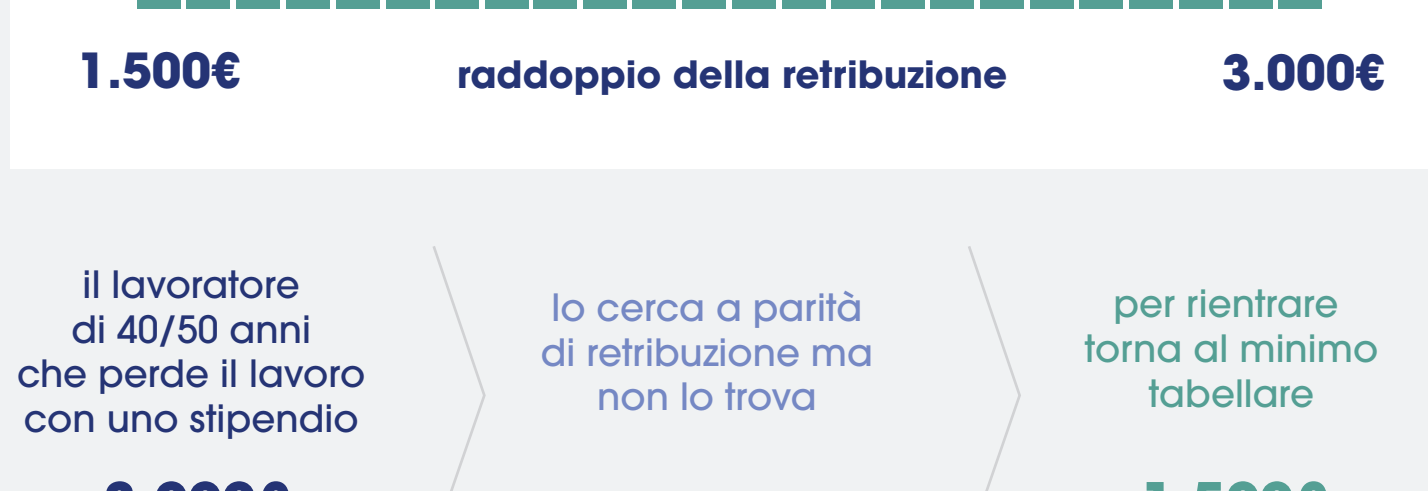 1.500€ raddoppio della retribuzione 3.000€
il lavoratore
di 40/50 anni
che perde il lavoro
con uno stipendio
lo cerca a parità
di retribuzione ma
non lo trova
per rientrare
torna al minimo
tabellare